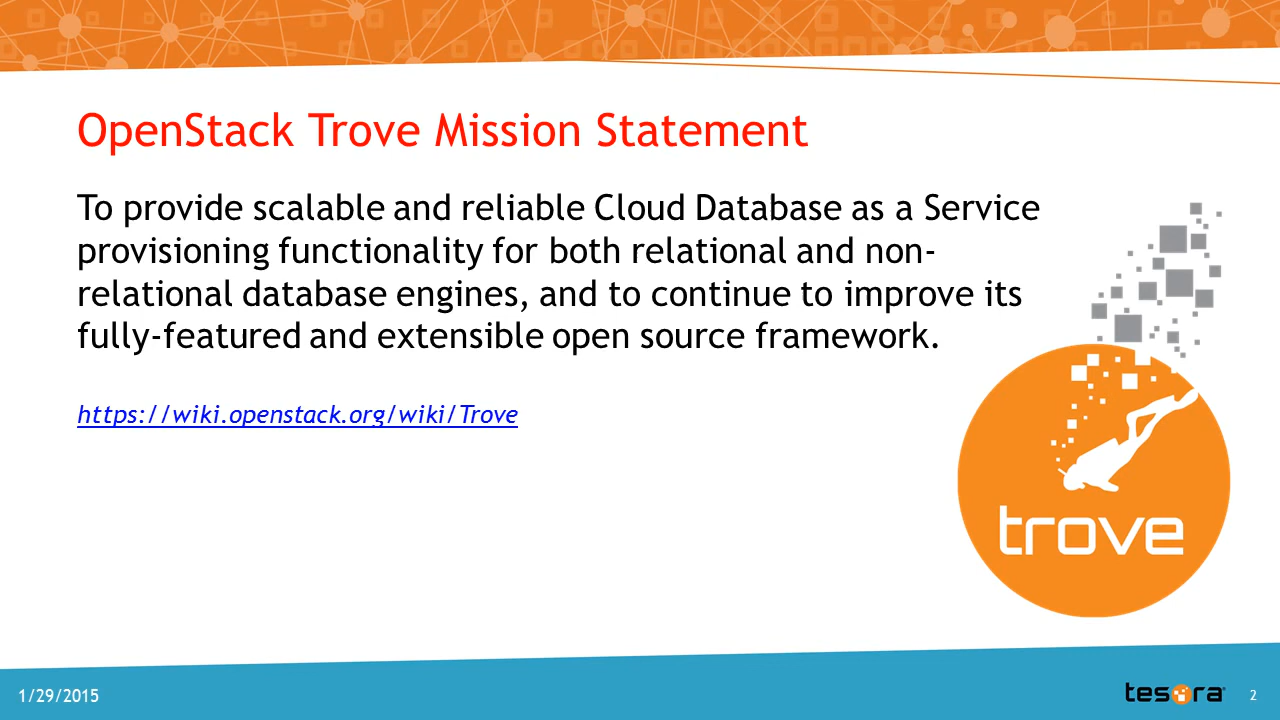 OpenStack Trove Mission Statement
To provide scalable and reliable Cloud Database as a Service
provisioning functionality for both relational and non-
relational database engines, and to continue to improve its
fully-featured and extensible open source framework.
https://wiki.openstack.org/wiki/Trove
trove
1/29/2015
tesora
2